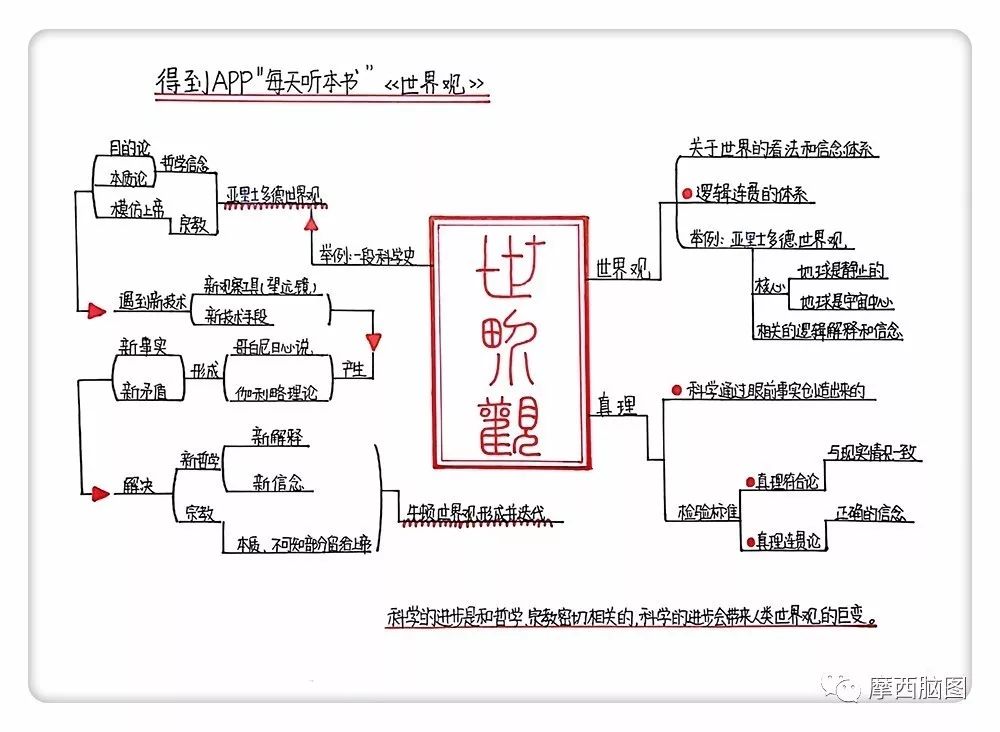 得到APP"每天听本书"《世界观》
世界觀
世界观
关于世界的看法和信念体系
逻辑连贯的体系
举例:亚里士多德世界观
核心
地球是静止的
地球是宇宙中心
相关的逻辑解释和信念
真理
科学通过眼前事实创造出来的
检验标准
真理符合论
与现实情况一致
真理连贯论
正确的信念
举例:一段科学史
亚里士多德世界观
哲学信念
目的论
本质论
宗教
模仿上帝
遇到新技术
新观察工具(望远镜)
新技术手段
产生
哥白尼日心说
伽利略理论
形成
新事实
新矛盾
解决
新哲学
新解释
新信念
宗教
本质、不可知部分留给上帝
牛顿世界观形成并迭代
科学的进步是和哲学、宗教密切相关的,科学的进步会带来人类世界观的巨变。
摩西脑图